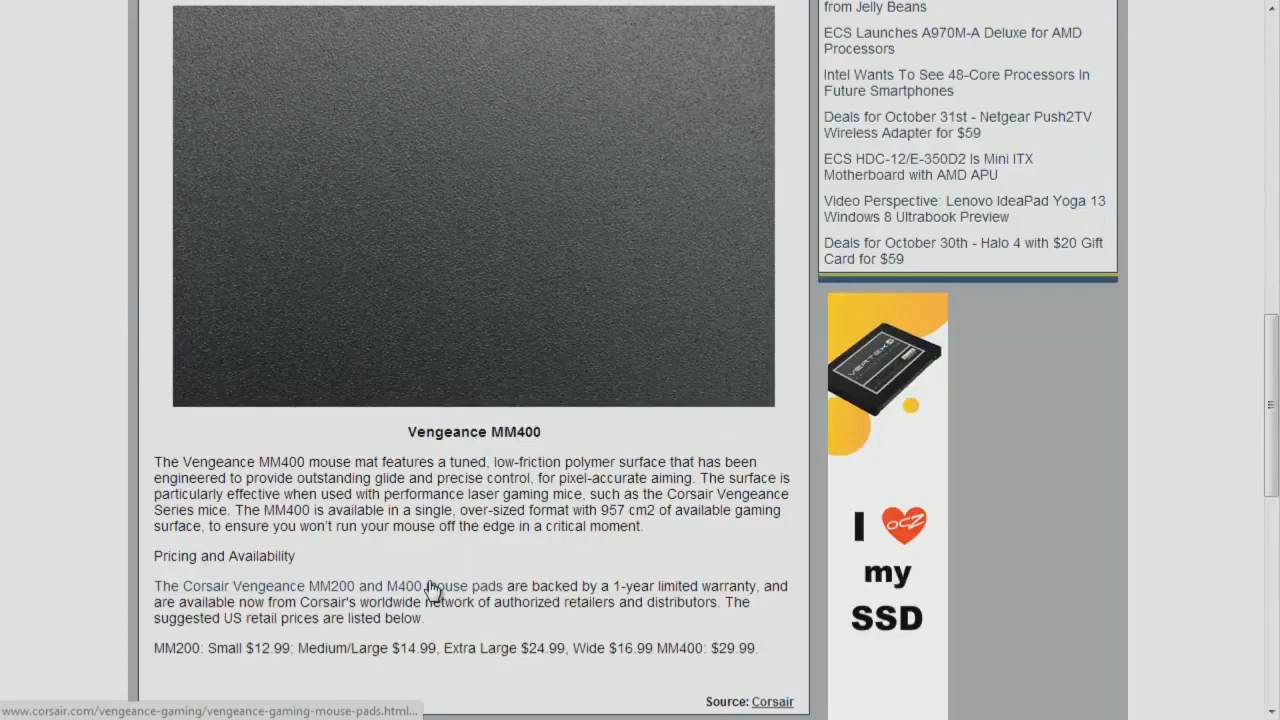 from Jelly Beans
ECS Launches A970M-A Deluxe for AMD
Processors
Intel Wants To See 48-Core Processors In
Future Smartphones
Deals for October 31st - Netgear Push2TV
Wireless Adapter for $59
ECS HDC-12/E-350D2 Is Mini ITX
Motherboard with AMD APU
Video Perspective: Lenovo IdeaPad Yoga 13
Windows 8 Ultrabook Preview
Deals for October 30th - Halo 4 with $20 Gift
Card for $59
VERTEX 4
I OCZ
my
SSD
Vengeance MM400
The Vengeance MM400 mouse mat features a tuned, low-friction polymer surface that has been
engineered to provide outstanding glide and precise control, for pixel-accurate aiming. The surface is
particularly effective when used with performance laser gaming mice, such as the Corsair Vengeance
Series mice. The MM400 is available in a single, over-sized format with 957 cm2 of available gaming
surface, to ensure you won't run your mouse off the edge in a critical moment.
Pricing and Availability
The Corsair Vengeance MM200 and M400 mouse pads are backed by a 1-year limited warranty, and
are available now from Corsair's worldwide network of authorized retailers and distributors. The
suggested US retail prices are listed below.
MM200: Small $12.99; Medium/Large $14.99, Extra Large $24.99, Wide $16.99 MM400: $29.99.
Source: Corsair
www.corsair.com/vengeance-gaming/vengeance-gaming-mouse-pads.html...